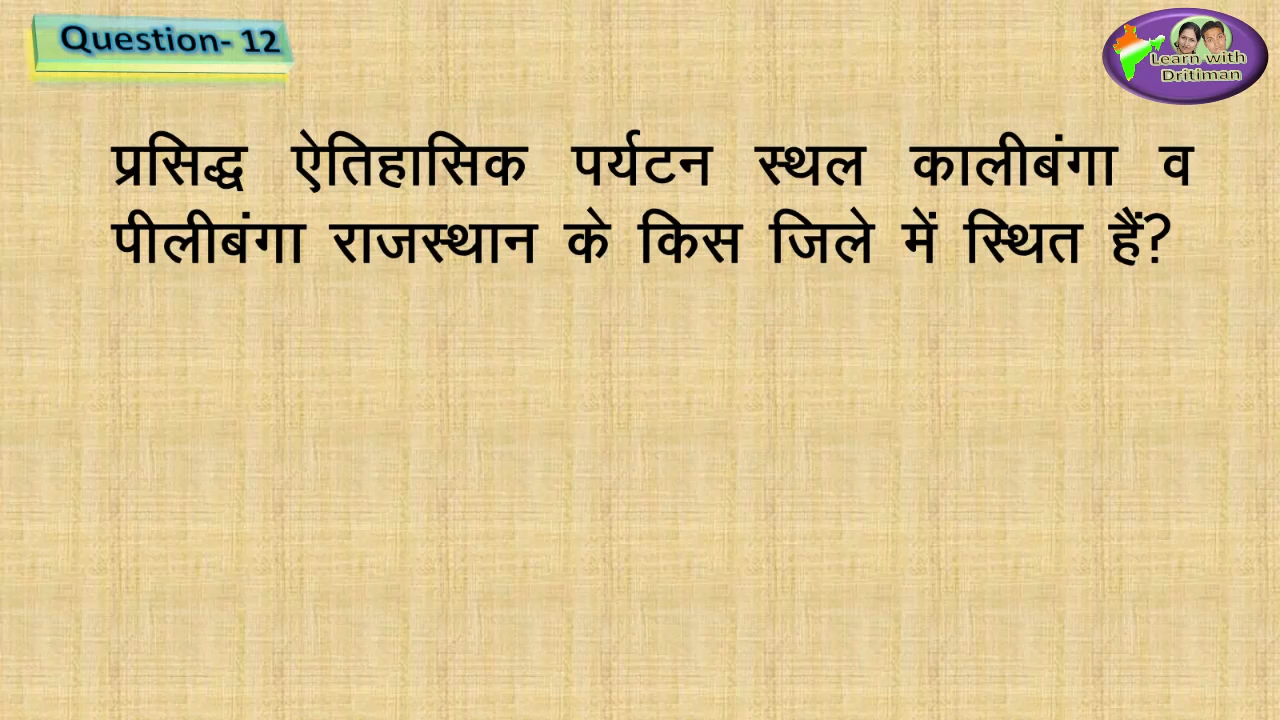 Question- 12
Learn with
Dritiman
प्रसिद्ध ऐतिहासिक पर्यटन स्थल कालीबंगा व
पीलीबंगा राजस्थान के किस जिले में स्थित हैं?